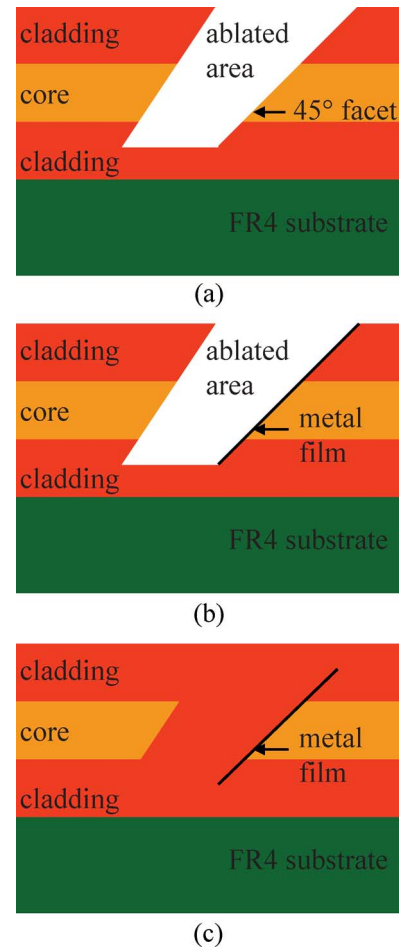 cladding
ablated
area
core
45° facet
cladding
FR4 substrate
(a)
cladding
ablated
area
core
metal
film
cladding
FR4 substrate
(b)
cladding
core
metal
film
cladding
FR4 substrate
(c)